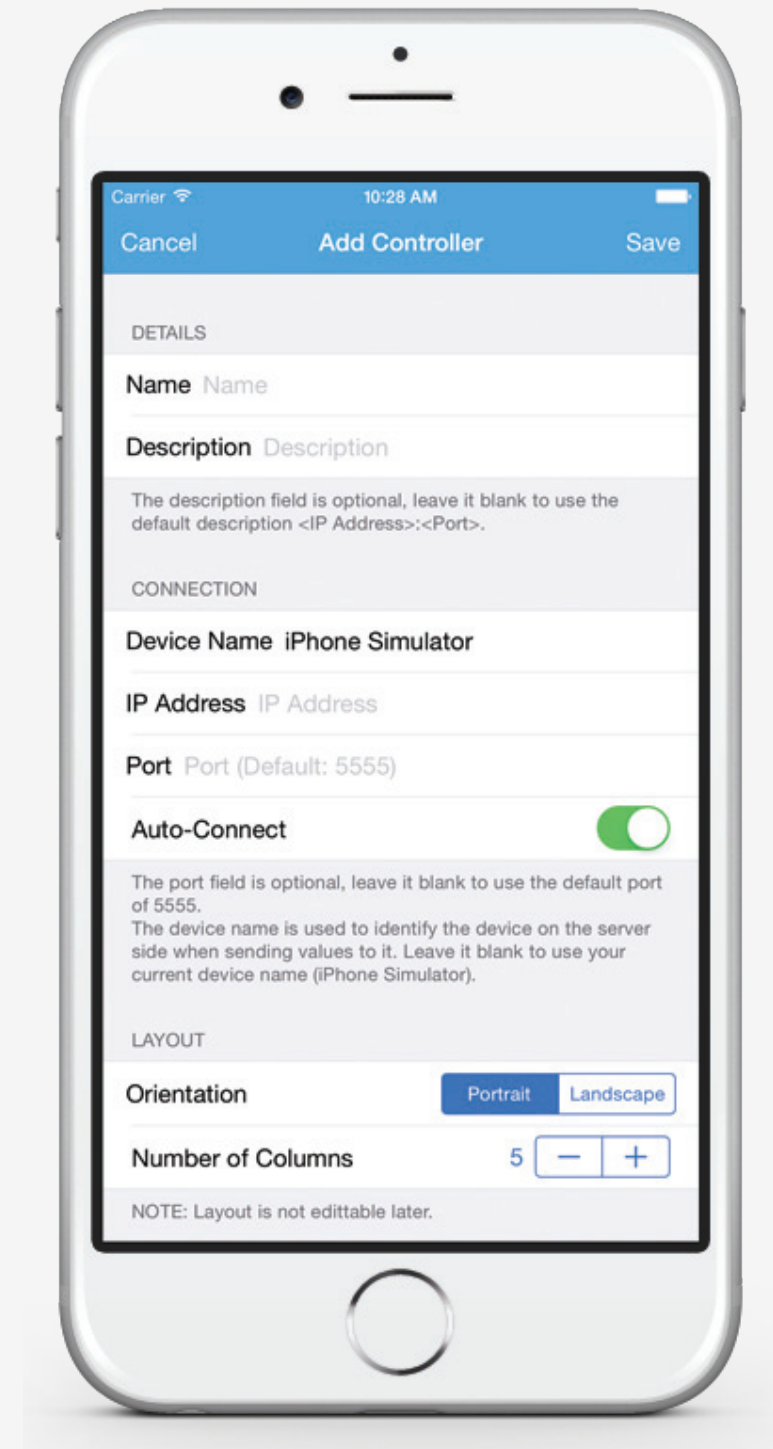 Carrier 10:28 AM
Cancel Add Controller Save
DETAILS
Name Name
Description Description
The description field is optional, leave it blank to use the
default description <IP Address>:<Port>.
CONNECTION
Device Name iPhone Simulator
IP Address IP Address
Port Port (Default: 5555)
Auto-Connect
The port field is optional, leave it blank to use the default port
of 5555.
The device name is used to identify the device on the server
side when sending values to it. Leave it blank to use your
current device name (iPhone Simulator).
LAYOUT
Orientation Portrait Landscape
Number of Columns 5 − +
NOTE: Layout is not edittable later.